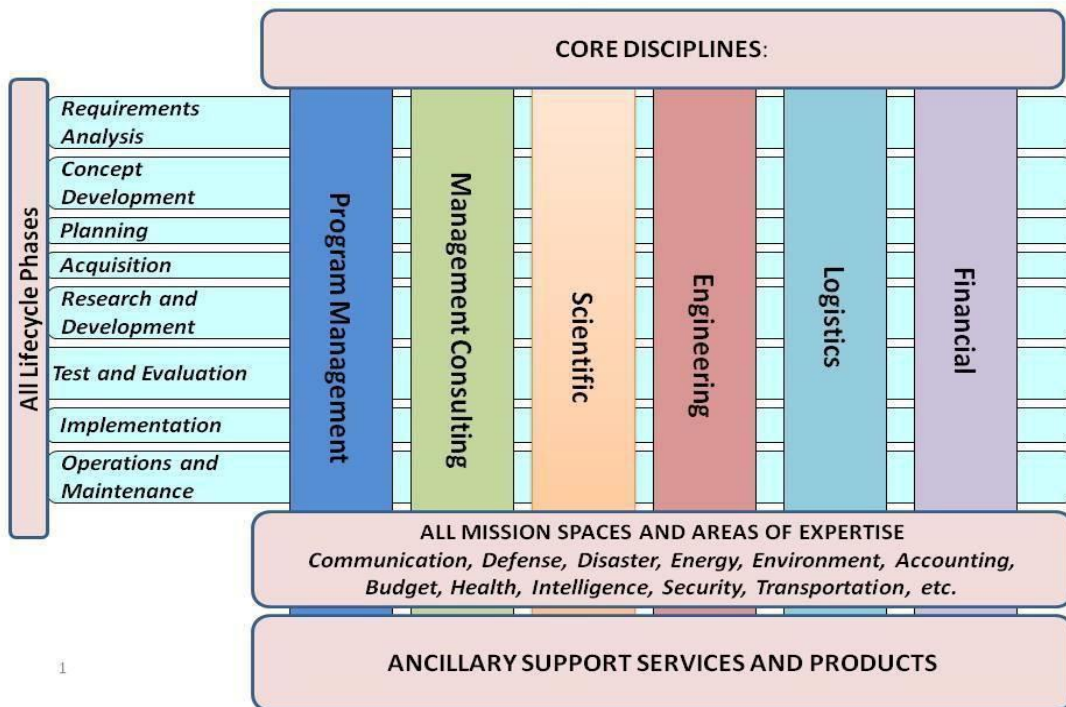 CORE DISCIPLINES:
All Lifecycle Phases
Requirements
Analysis
Concept
Development
Planning
Acquisition
Research and
Development
Test and Evaluation
Implementation
Operations and
Maintenance
Program Management
Management Consulting
Scientific
Engineering
Logistics
Financial
ALL MISSION SPACES AND AREAS OF EXPERTISE
Communication, Defense, Disaster, Energy, Environment, Accounting,
Budget, Health, Intelligence, Security, Transportation, etc.
ANCILLARY SUPPORT SERVICES AND PRODUCTS
1